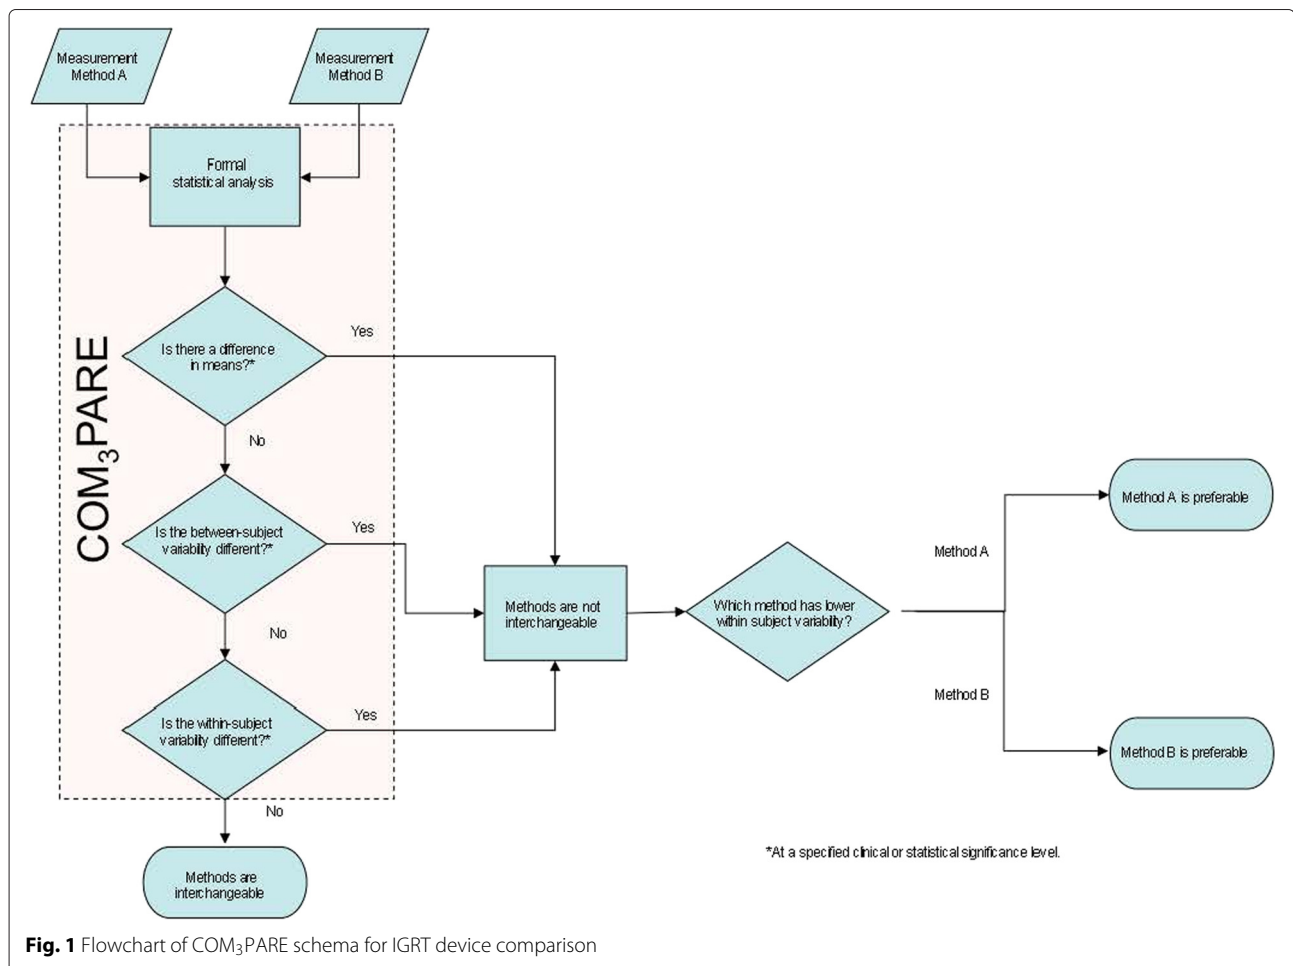 Measurement
Method A
Measurement
Method B
Formal
statistical analysis
Is there a difference
in means?*
Yes
No
COM₃PARE
Is the between-subject
variability different?*
Yes
No
Is the within-subject
variability different?*
Yes
No
Methods are
interchangeable
Methods are not
interchangeable
Which method has lower
within subject variability?
Method A
Method B
Method A is preferable
Method B is preferable
*At a specified clinical or statistical significance level.
Fig. 1 Flowchart of COM₃PARE schema for IGRT device comparison